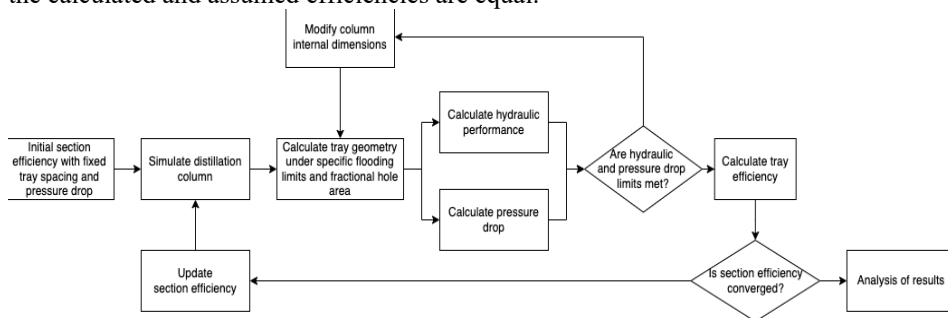 the calculated and assumed efficiencies are equal.
Modify column
internal dimensions
Calculate hydraulic
performance
Initial section
efficiency with fixed
tray spacing and
pressure drop
Simulate distillation
column
Calculate tray geometry
under specific flooding
limits and fractional hole
area
Are hydraulic
and pressure drop
limits met?
Calculate tray
efficiency
Calculate pressure
drop
Update
section efficiency
Is section efficiency
converged?
Analysis of results